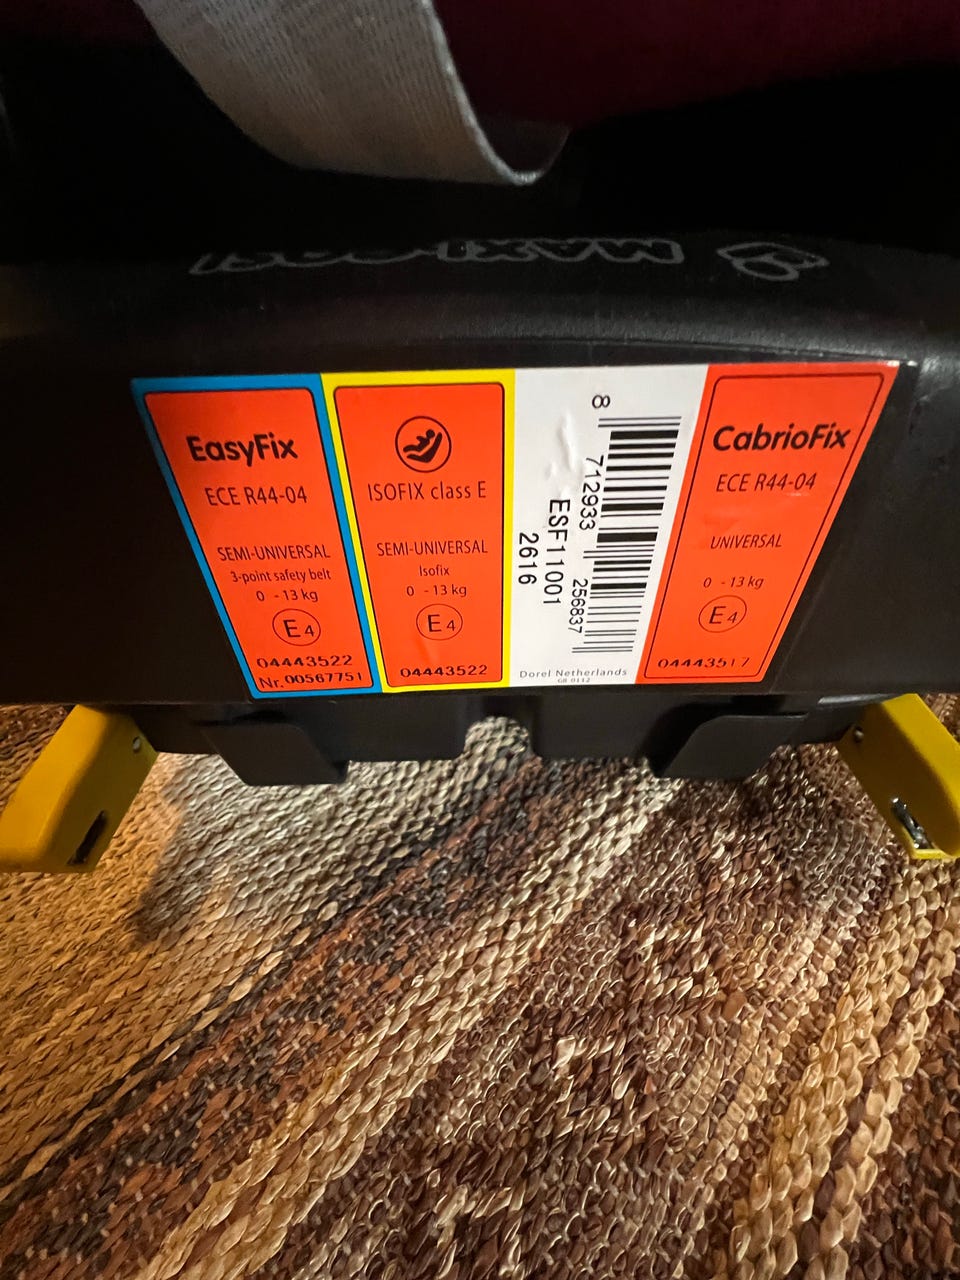 MAXI-COSI
EasyFix
ECE R44-04
SEMI-UNIVERSAL
3-point safety belt
0 - 13 kg
E4
04443522
Nr. 00567751
ISOFIX class E
SEMI-UNIVERSAL
Isofix
0 - 13 kg
E4
04443522
8 712933 256837
ESF11001
2616
Dorel Netherlands
GB 0112
CabrioFix
ECE R44-04
UNIVERSAL
0 - 13 kg
E4
04443517